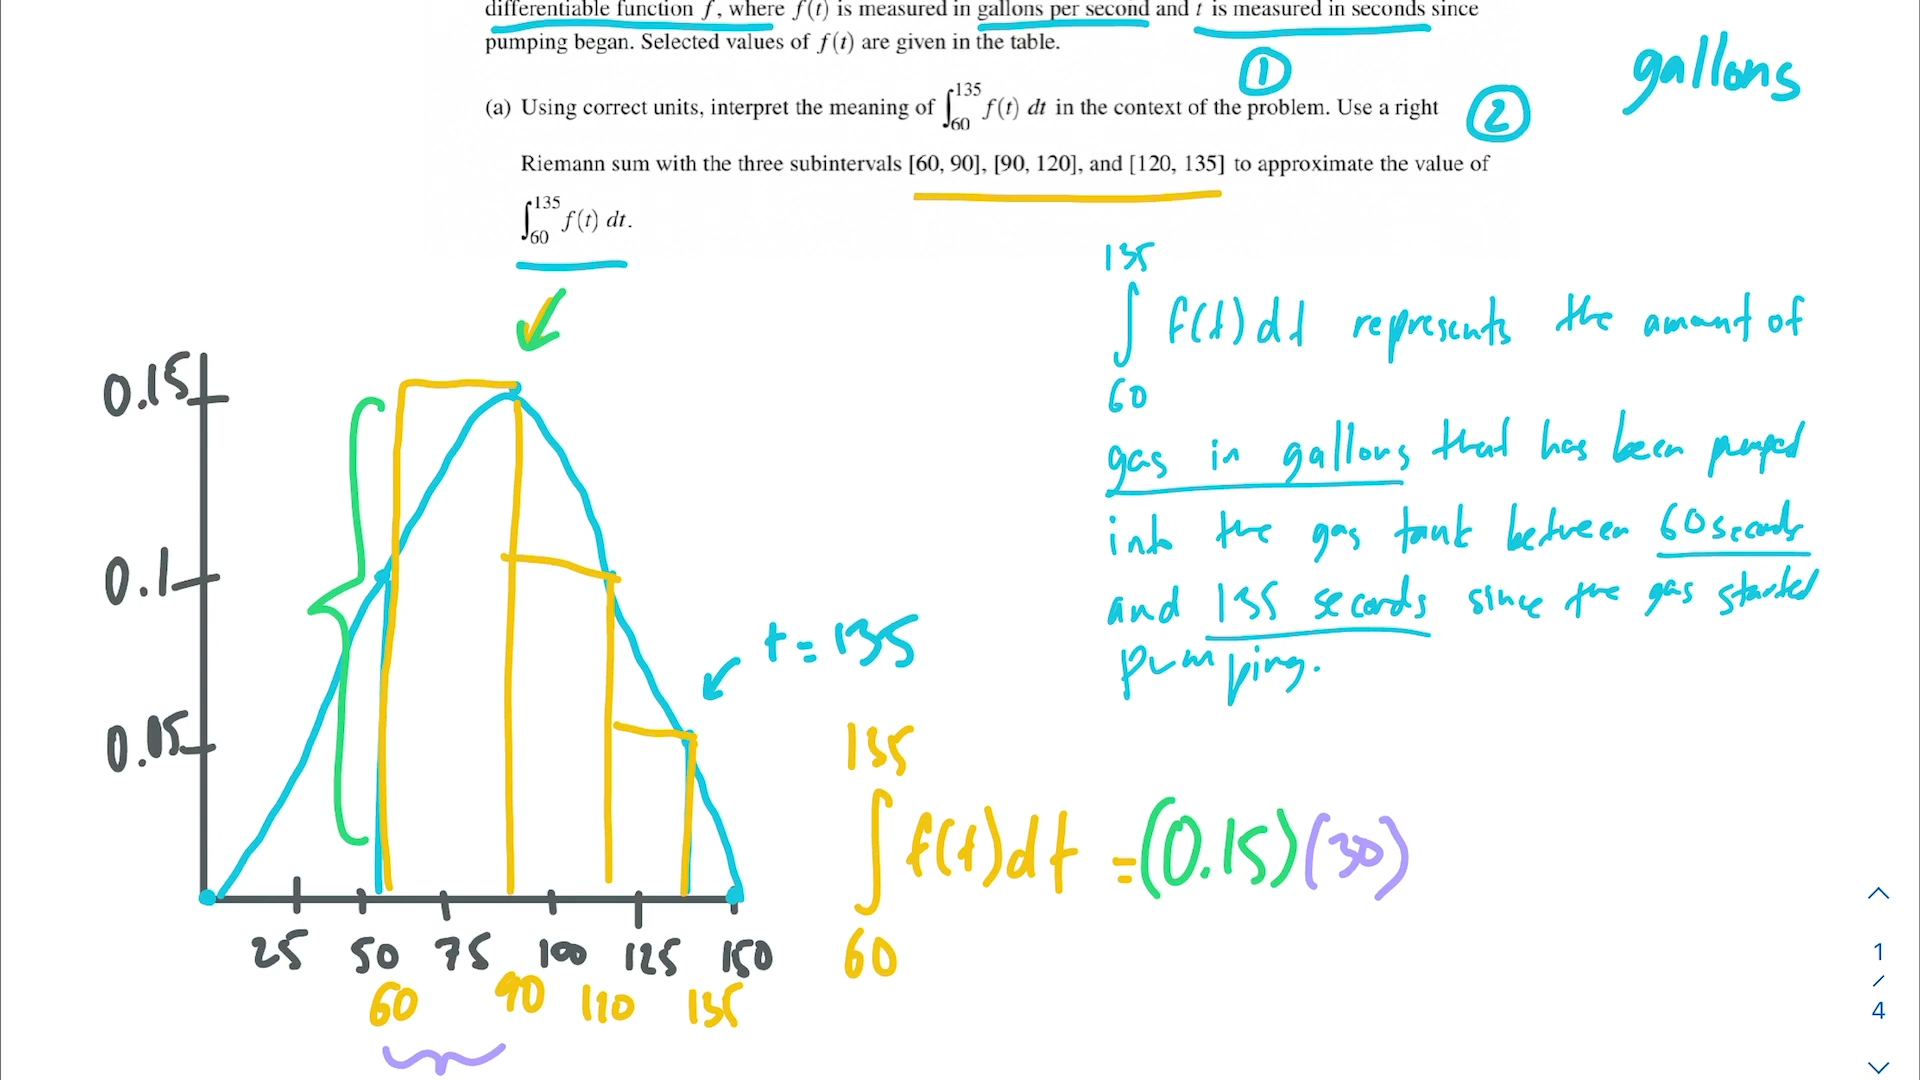 differentiable function f, where f(t) is measured in gallons per second and t is measured in seconds since
pumping began. Selected values of f(t) are given in the table.
gallons
1
(a) Using correct units, interpret the meaning of ∫₆₀¹³⁵ f(t) dt in the context of the problem. Use a right
2
Riemann sum with the three subintervals [60, 90], [90, 120], and [120, 135] to approximate the value of
∫₆₀¹³⁵ f(t) dt.
∫₆₀¹³⁵ f(t)dt represents the amount of
gas in gallons that has been pumped
into the gas tank between 60 seconds
and 135 seconds since the gas started
pumping.
0.15
0.1
0.05
t = 135
∫₆₀¹³⁵ f(t)dt = (0.15)(30)
25 50 75 100 125 150
60 90 110 135
1
/
4